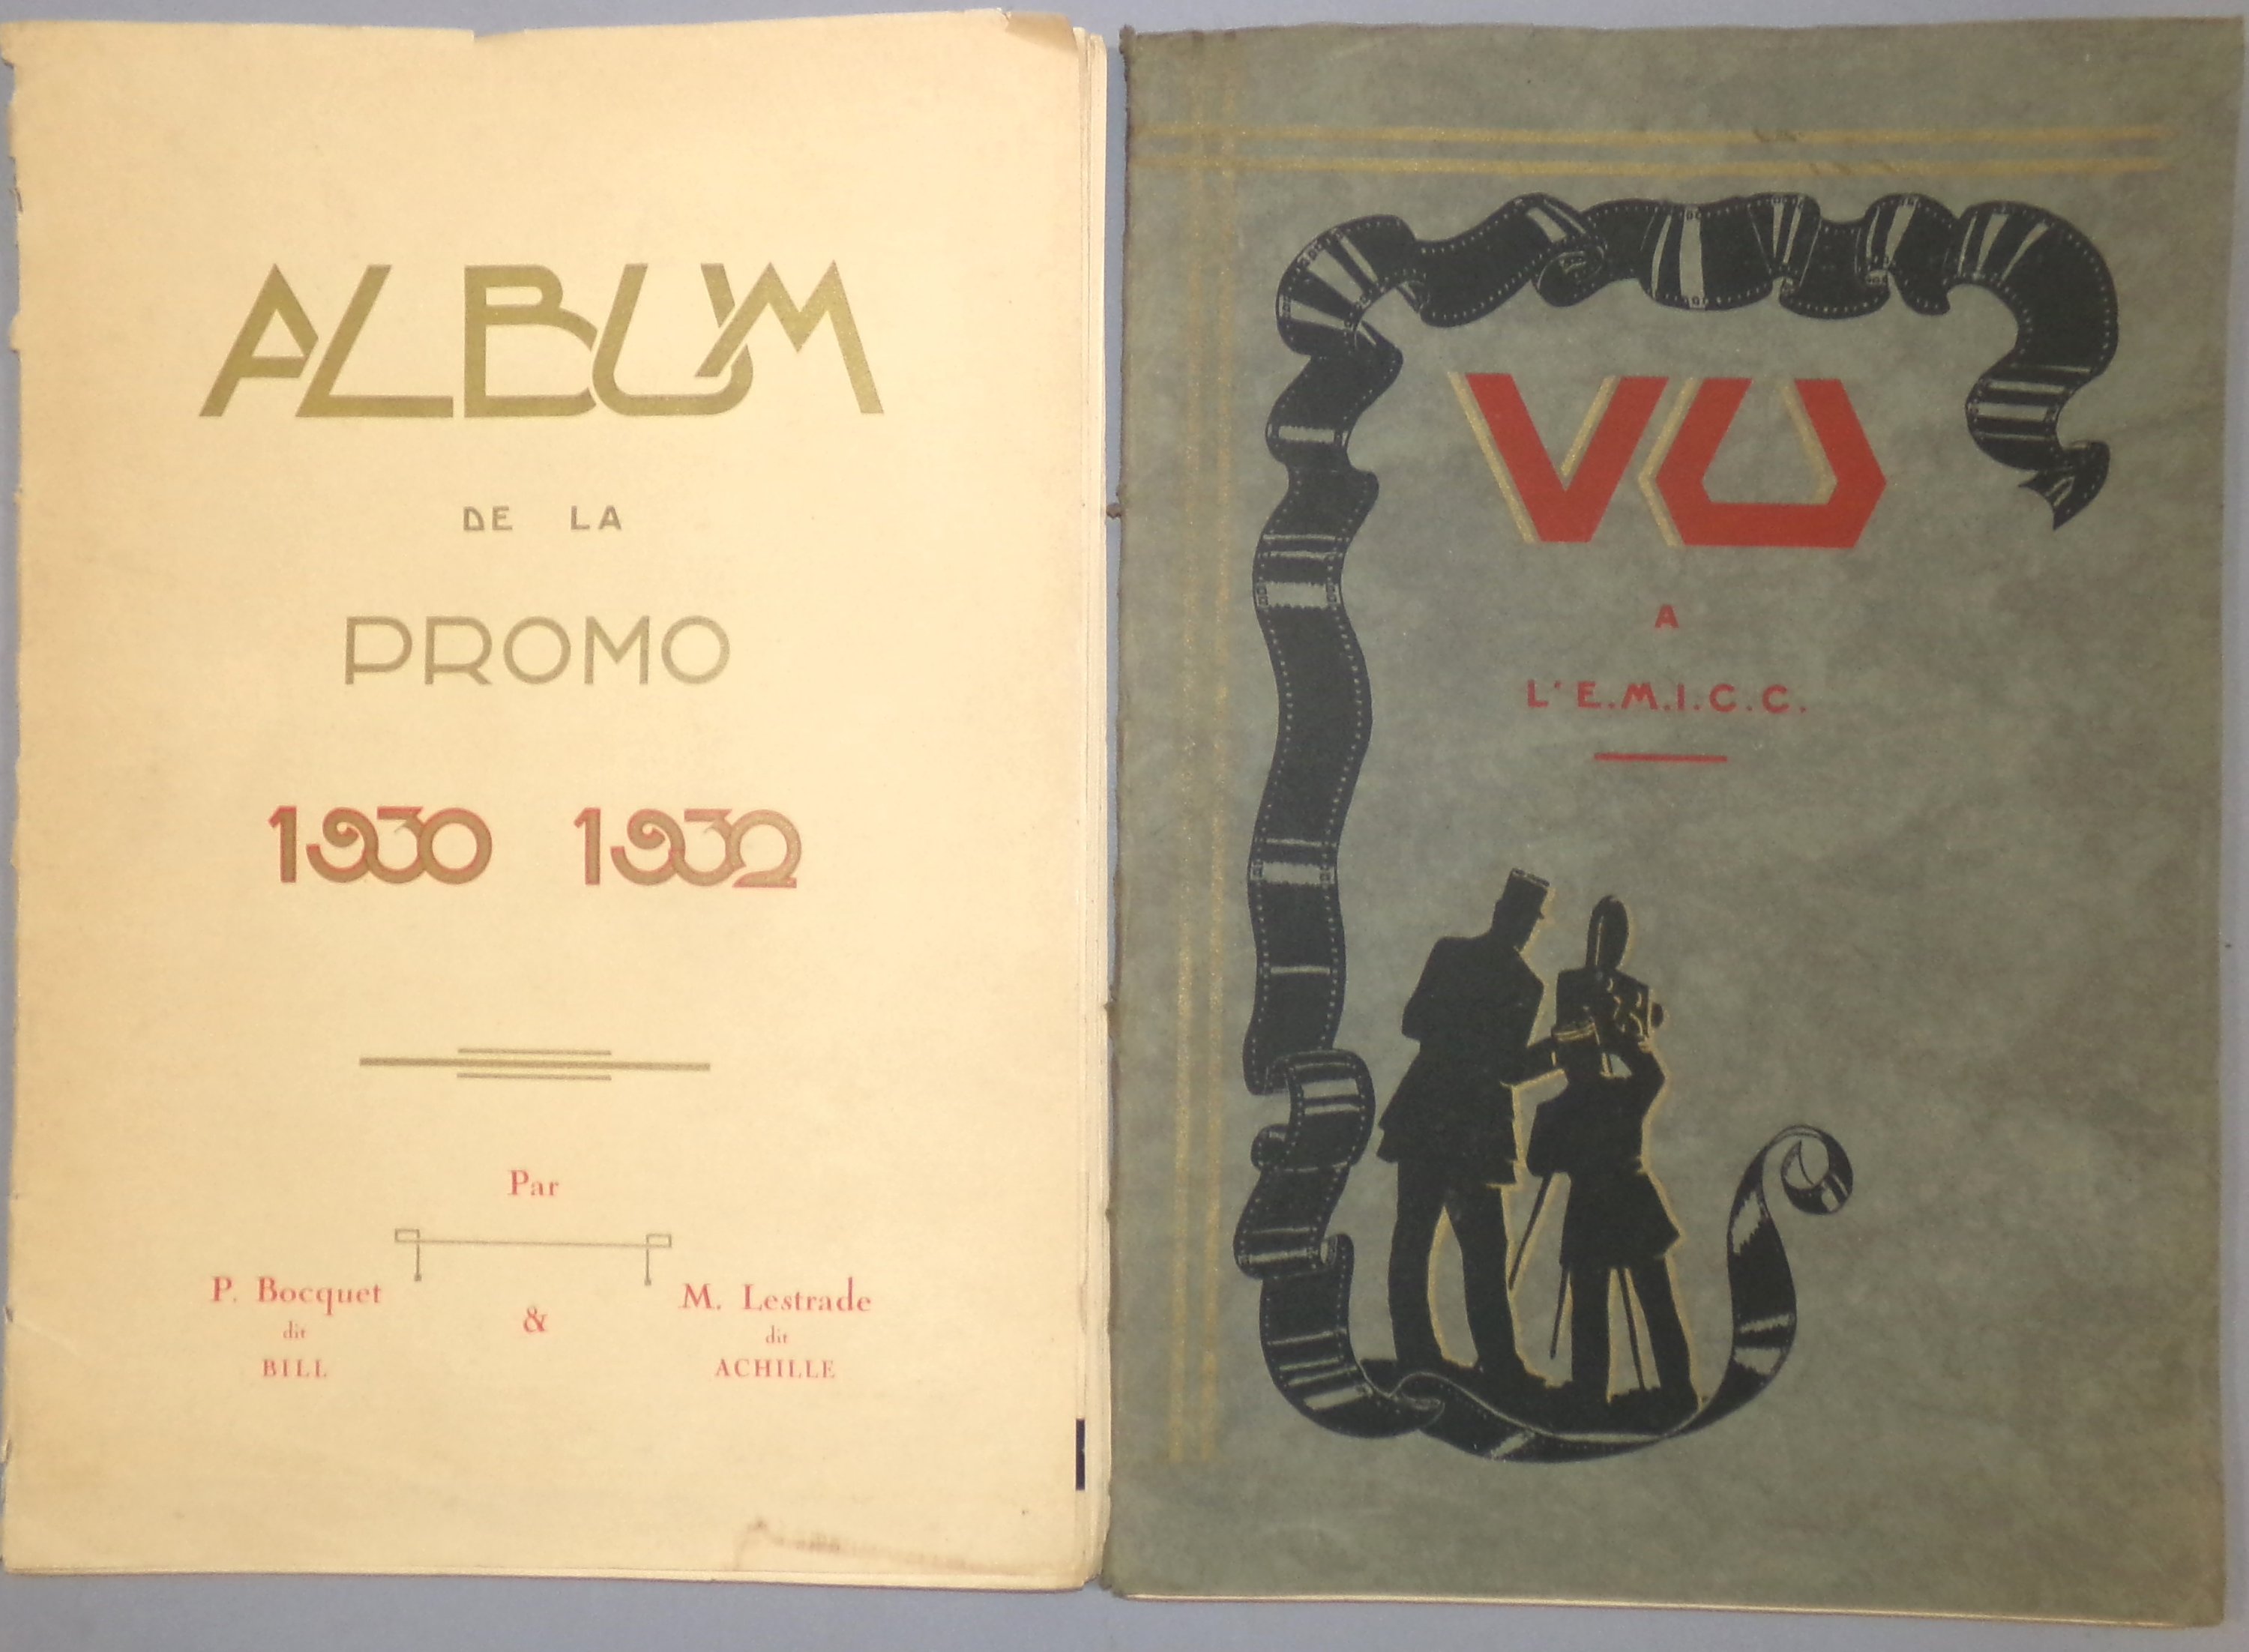 ALBUM
DE LA
PROMO
1930 1932
Par
P. Bocquet & M. Lestrade
dit dit
BILL ACHILLE
VU
A
L'E.M.I.C.C.